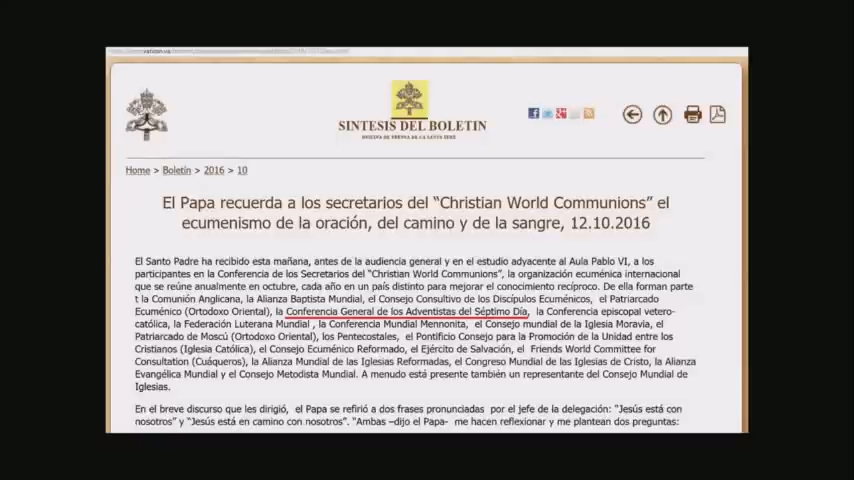 SINTESIS DEL BOLETIN
OFICINA DE PRENSA DE LA SANTA SEDE
Home > Boletín > 2016 > 10
El Papa recuerda a los secretarios del “Christian World Communions” el
ecumenismo de la oración, del camino y de la sangre, 12.10.2016
El Santo Padre ha recibido esta mañana, antes de la audiencia general y en el estudio adyacente al Aula Pablo VI, a los
participantes en la Conferencia de los Secretarios del “Christian World Communions”, la organización ecuménica internacional
que se reúne anualmente en octubre, cada año en un país distinto para mejorar el conocimiento recíproco. De ella forman parte
t la Comunión Anglicana, la Alianza Baptista Mundial, el Consejo Consultivo de los Discípulos Ecuménicos, el Patriarcado
Ecuménico (Ortodoxo Oriental), la Conferencia General de los Adventistas del Séptimo Día, la Conferencia episcopal vetero-
católica, la Federación Luterana Mundial , la Conferencia Mundial Mennonita, el Consejo mundial de la Iglesia Moravia, el
Patriarcado de Moscú (Ortodoxo Oriental), los Pentecostales, el Pontificio Consejo para la Promoción de la Unidad entre los
Cristianos (Iglesia Católica), el Consejo Ecuménico Reformado, el Ejército de Salvación, el Friends World Committee for
Consultation (Cuáqueros), la Alianza Mundial de las Iglesias Reformadas, el Congreso Mundial de las Iglesias de Cristo, la Alianza
Evangélica Mundial y el Consejo Metodista Mundial. A menudo está presente también un representante del Consejo Mundial de
Iglesias.
En el breve discurso que les dirigió, el Papa se refirió a dos frases pronunciadas por el jefe de la delegación: “Jesús está con
nosotros” y “Jesús está en camino con nosotros”. “Ambas –dijo el Papa- me hacen reflexionar y me plantean dos preguntas: